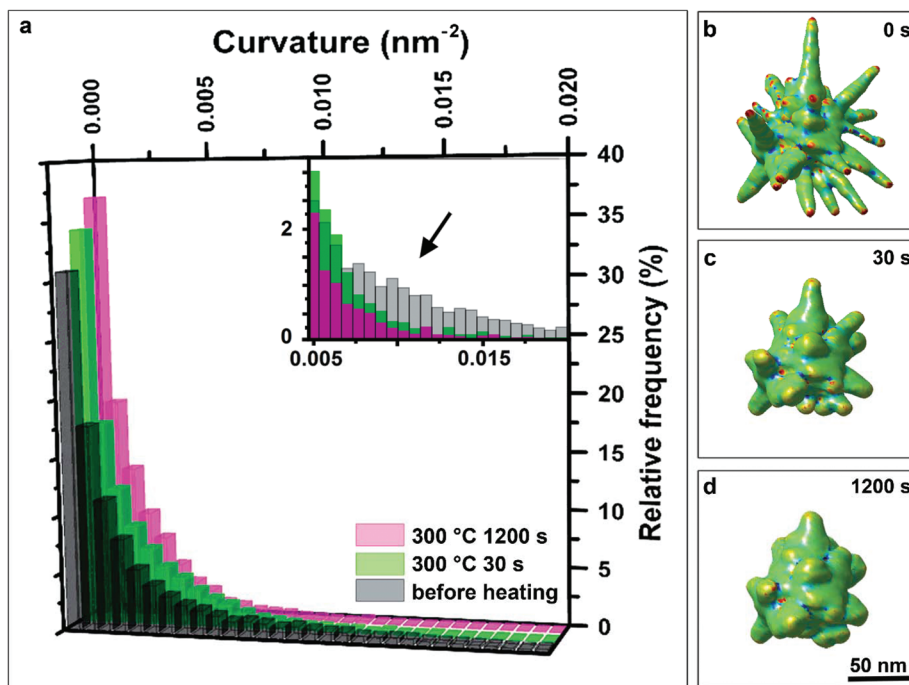 a
Curvature (nm⁻²)
0.000
0.005
0.010
0.015
0.020
40
35
30
25
20
15
10
5
0
Relative frequency (%)
2
0
0.005
0.015
300 °C 1200 s
300 °C 30 s
before heating
b
0 s
c
30 s
d
1200 s
50 nm